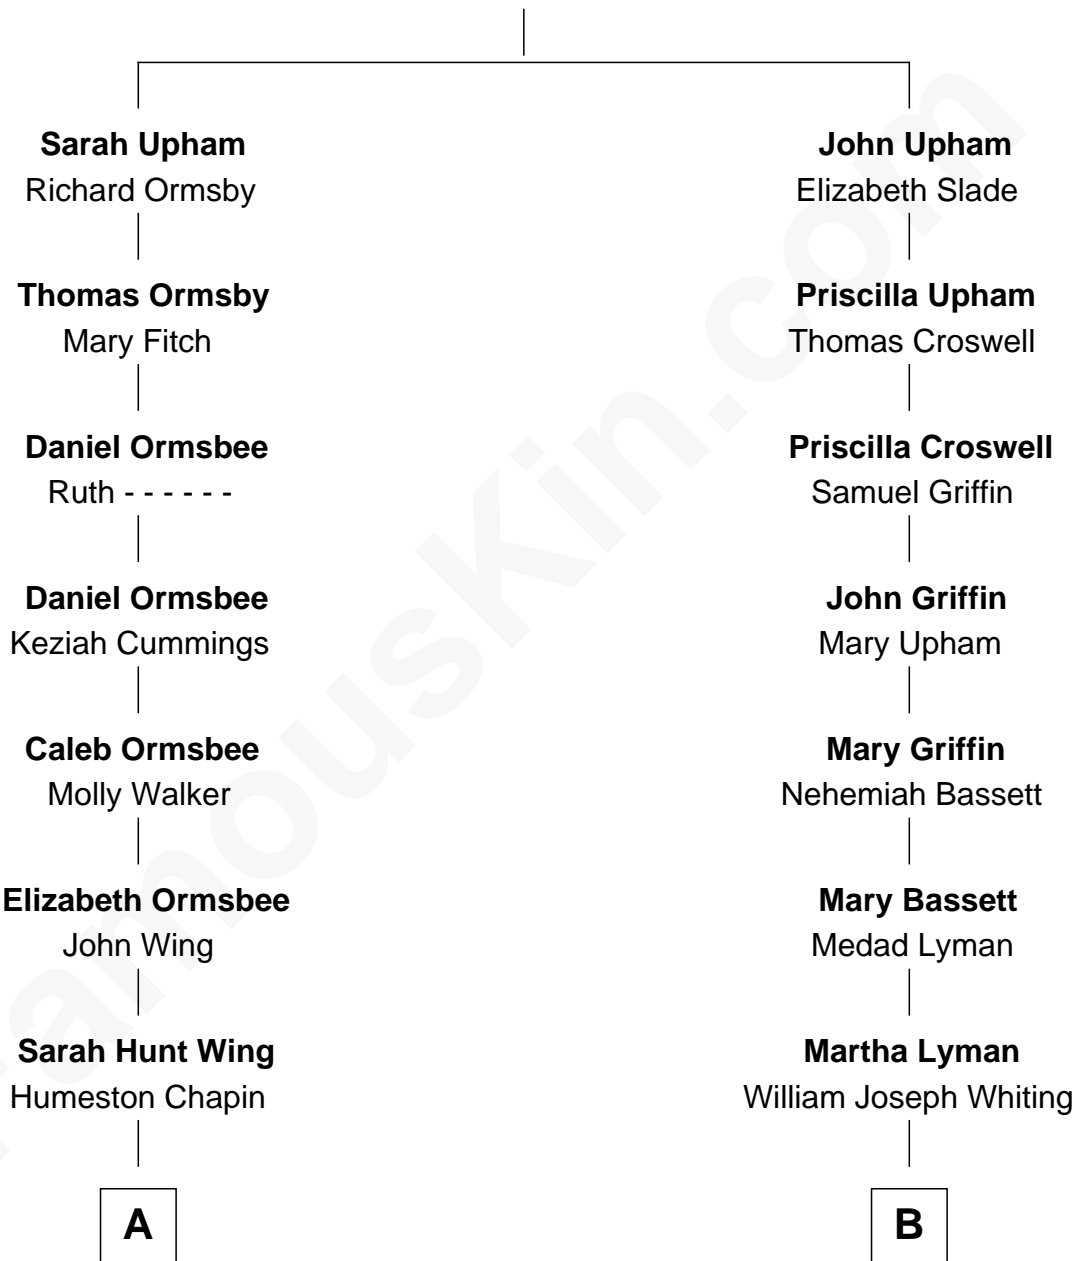 Sarah Upham
Richard Ormsby
Thomas Ormsby
Mary Fitch
Daniel Ormsbee
Ruth - - - - - -
Daniel Ormsbee
Keziah Cummings
Caleb Ormsbee
Molly Walker
Elizabeth Ormsbee
John Wing
Sarah Hunt Wing
Humeston Chapin
A
John Upham
Elizabeth Slade
Priscilla Upham
Thomas Croswell
Priscilla Croswell
Samuel Griffin
John Griffin
Mary Upham
Mary Griffin
Nehemiah Bassett
Mary Bassett
Medad Lyman
Martha Lyman
William Joseph Whiting
B
FamousKin.com